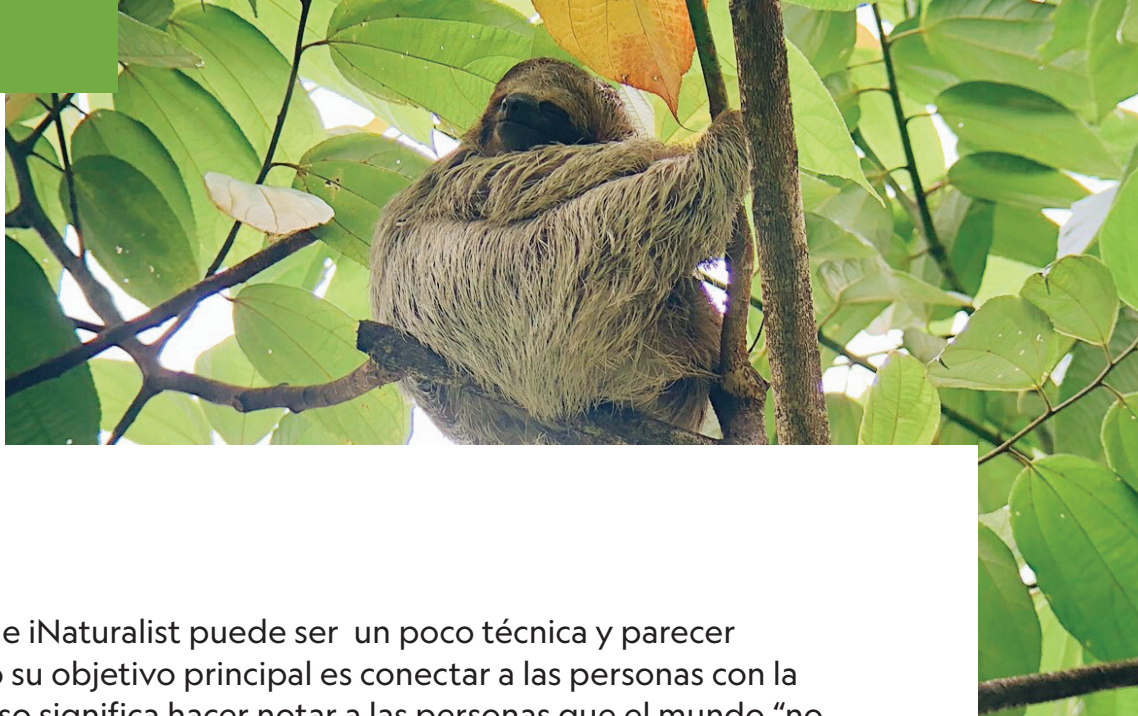 e iNaturalist puede ser un poco técnica y parecer
su objetivo principal es conectar a las personas con la
significa hacer notar a las personas que el mundo “no